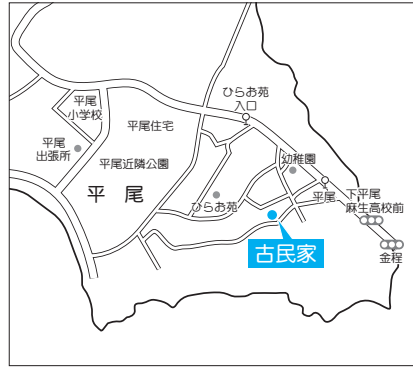 ひらお苑
入口
平尾
小学校
平尾住宅
平尾
出張所
平尾近隣公園
幼稚園
平 尾
ひらお苑
平尾
下平尾
麻生高校前
古民家
金程